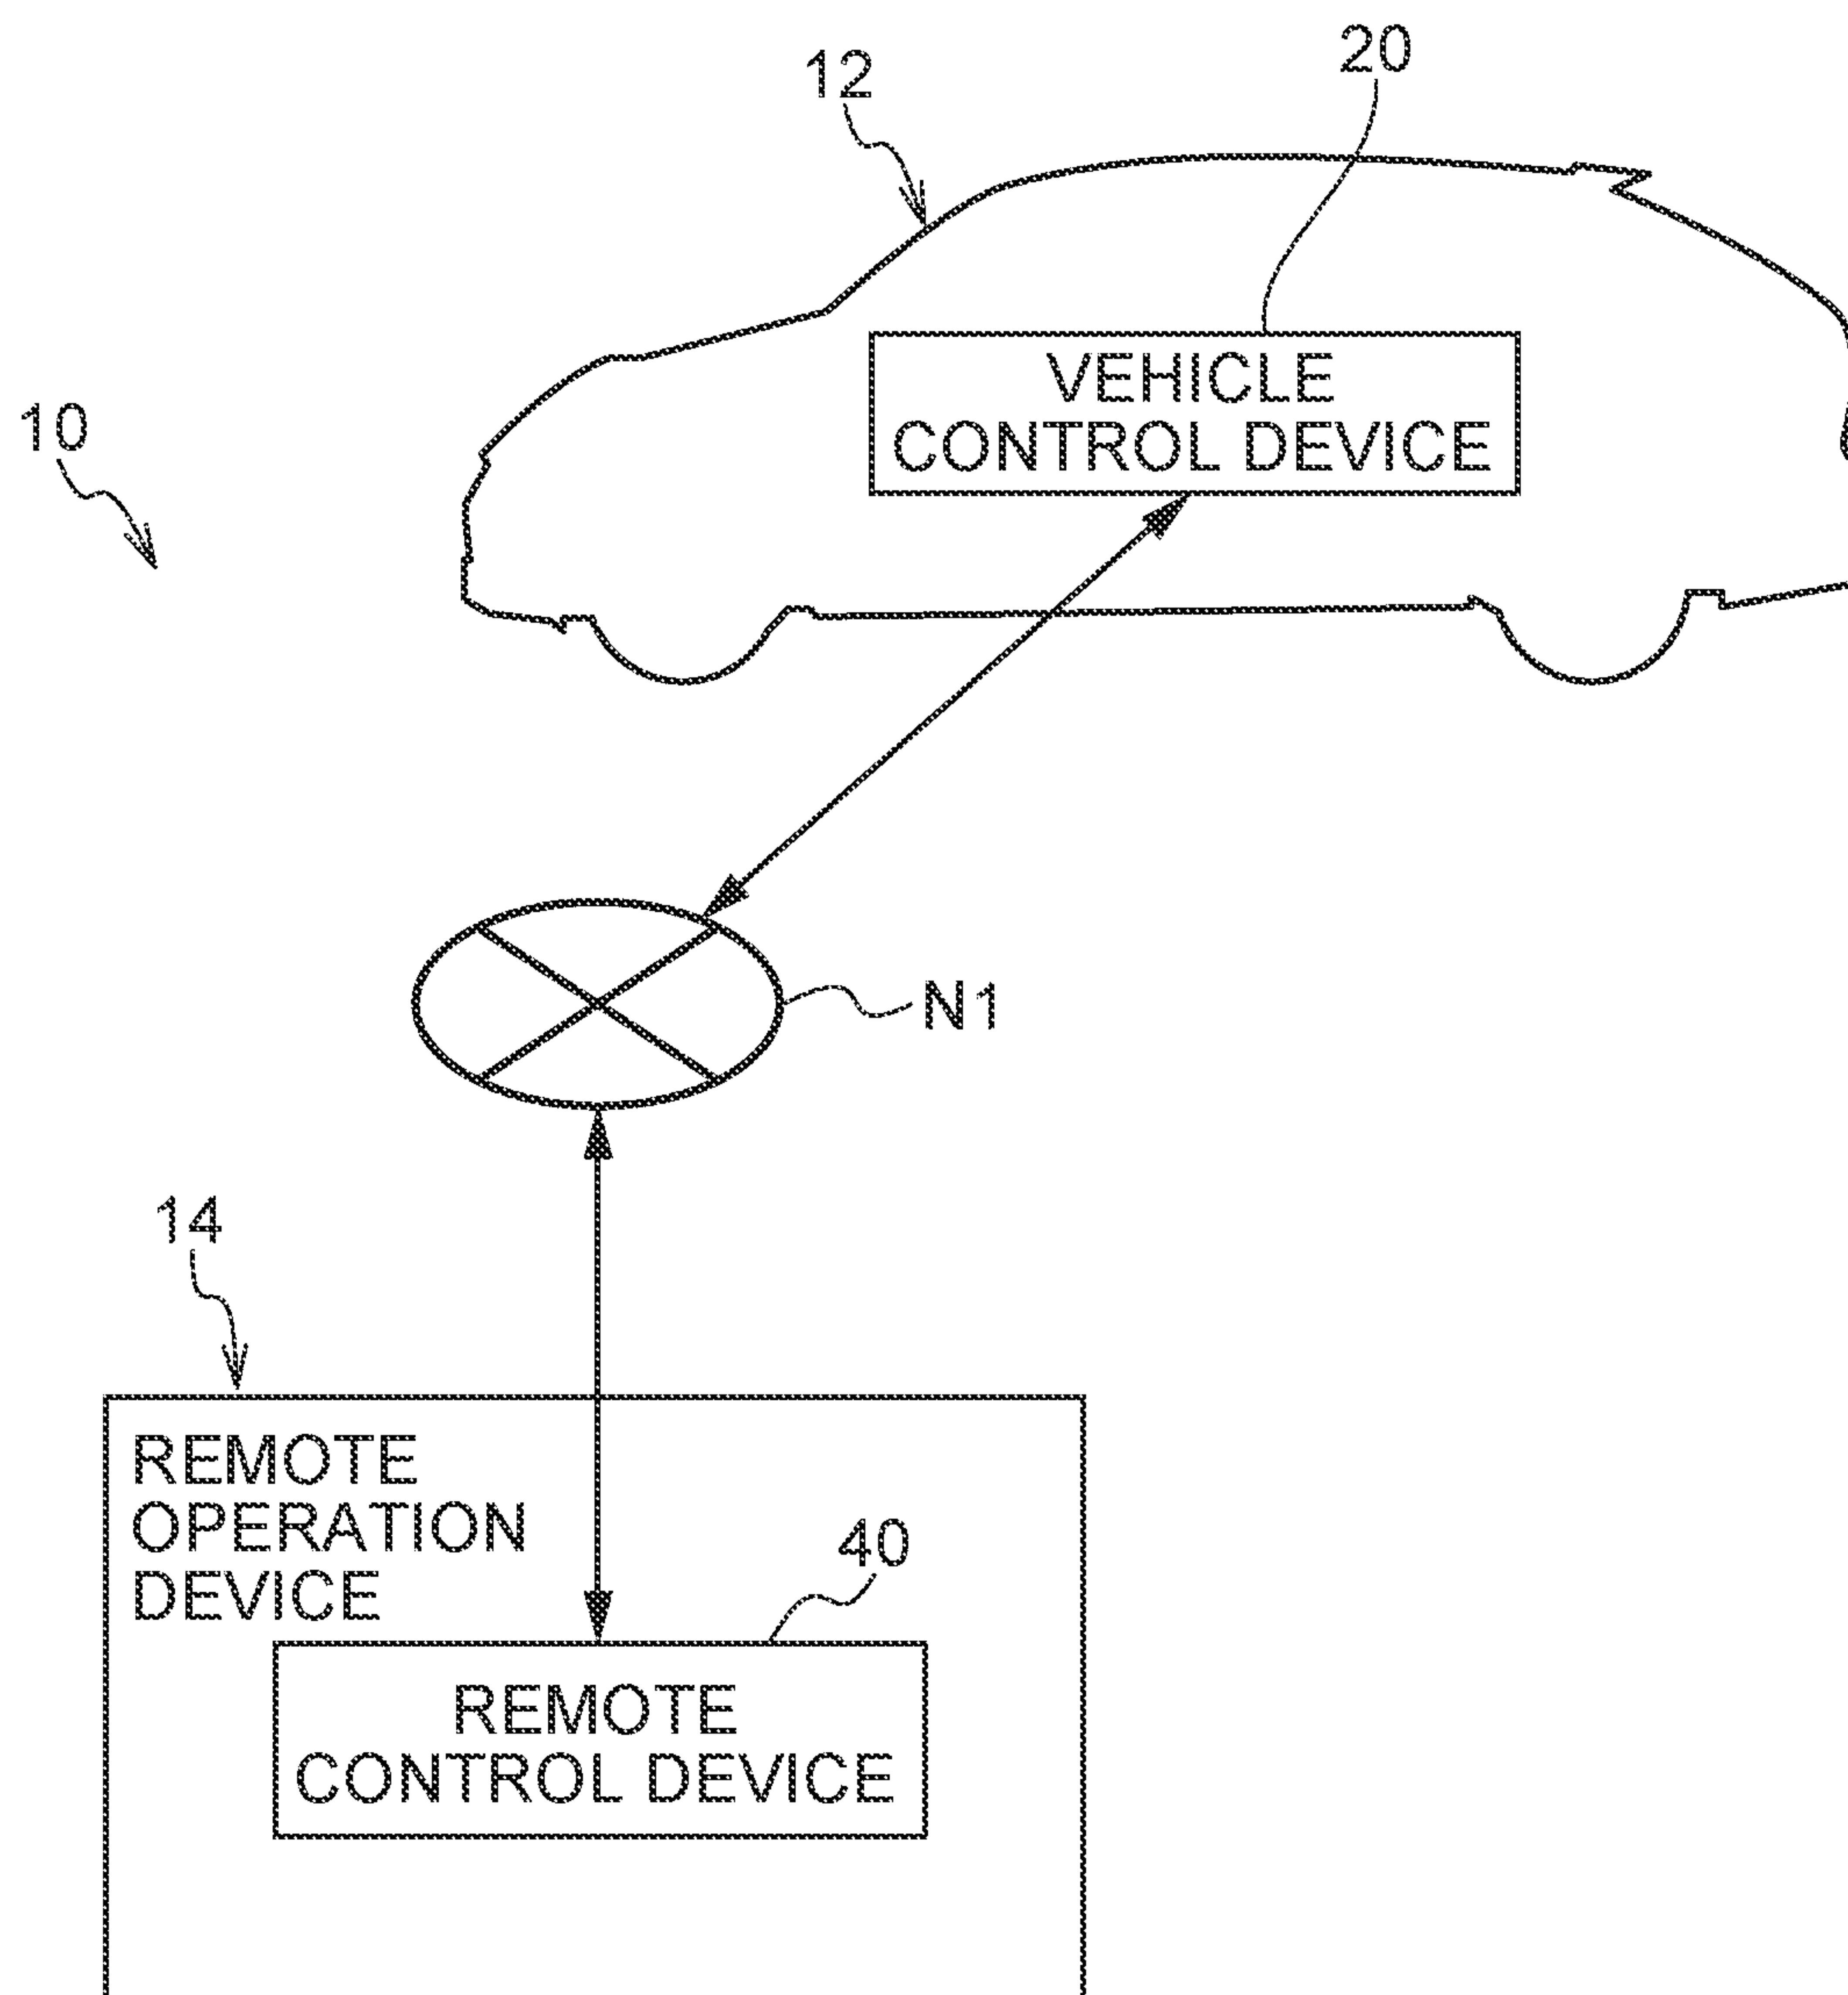 20
12
VEHICLE
CONTROL DEVICE
10
N1
14
REMOTE
OPERATION
DEVICE
40
REMOTE
CONTROL DEVICE